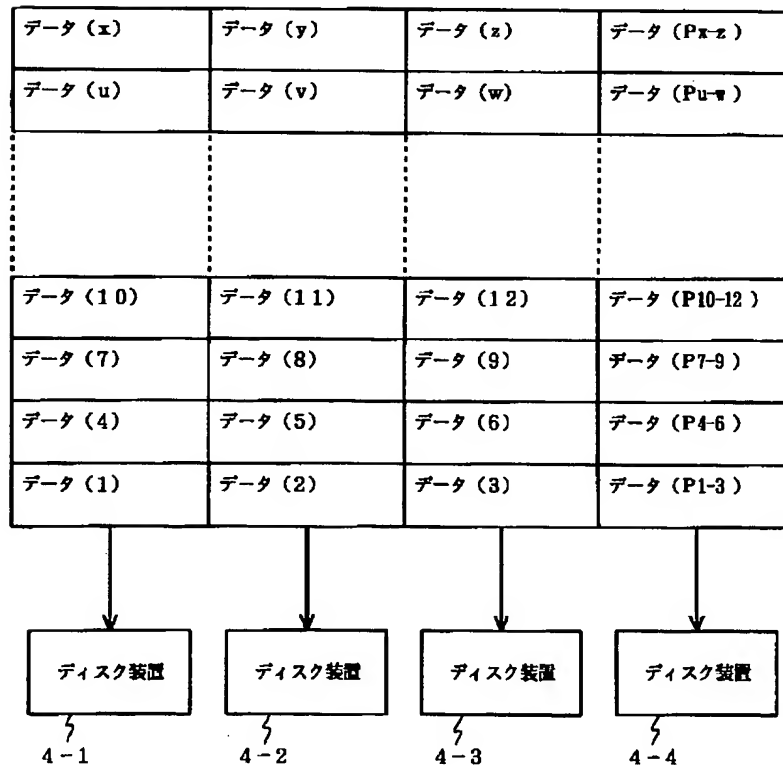 データ (x) データ (y) データ (z) データ (Px-z)
データ (u) データ (v) データ (w) データ (Pu-w)
データ (10) データ (11) データ (12) データ (P10-12)
データ (7) データ (8) データ (9) データ (P7-9)
データ (4) データ (5) データ (6) データ (P4-6)
データ (1) データ (2) データ (3) データ (P1-3)
ディスク装置 ディスク装置 ディスク装置 ディスク装置
4-1 4-2 4-3 4-4